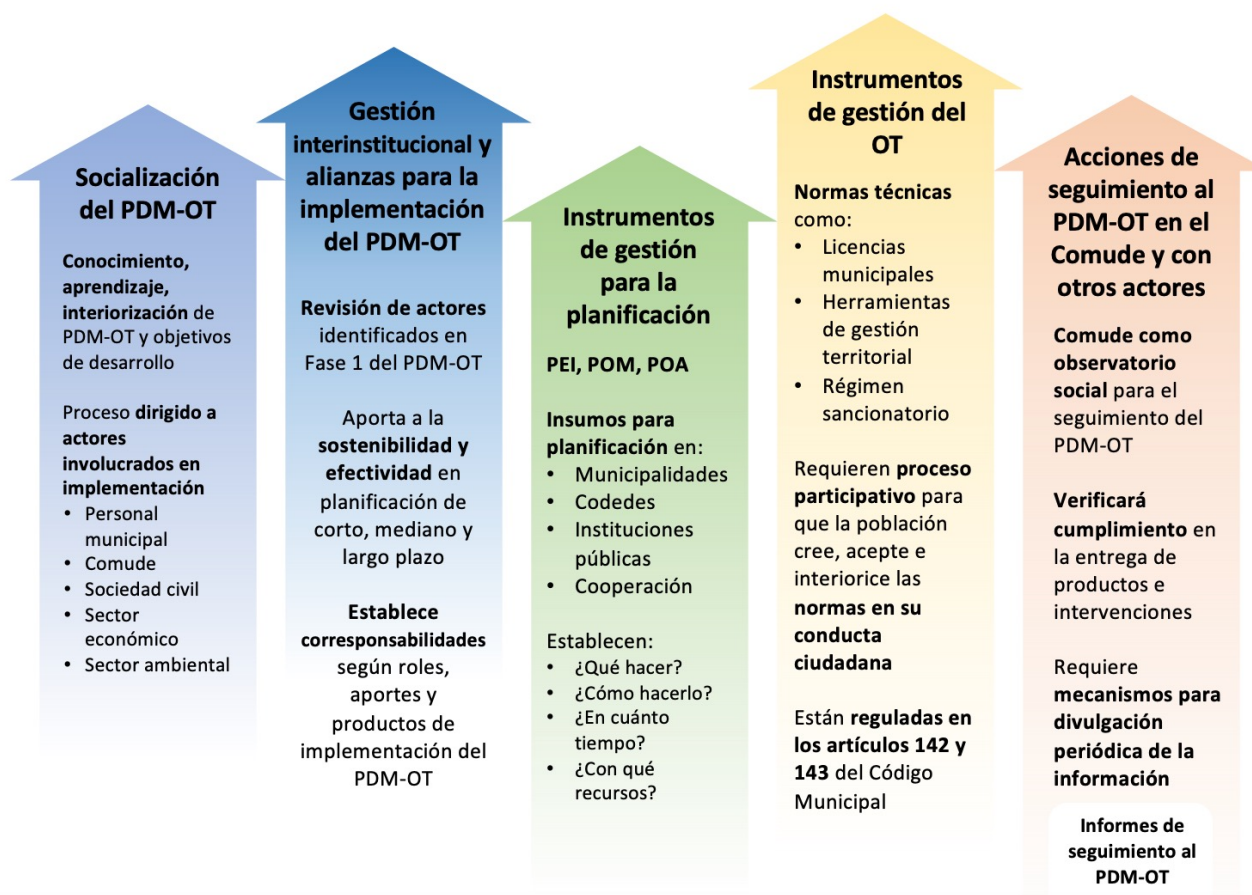 Socialización
del PDM-OT
Conocimiento,
aprendizaje,
interiorización de
PDM-OT y objetivos
de desarrollo
Proceso dirigido a
actores
involucrados en
implementación
• Personal
municipal
• Comude
• Sociedad civil
• Sector
económico
• Sector ambiental
Gestión
interinstitucional y
alianzas para la
implementación
del PDM-OT
Revisión de actores
identificados en
Fase 1 del PDM-OT
Aporta a la
sostenibilidad y
efectividad en
planificación de
corto, mediano y
largo plazo
Establece
corresponsabilidades
según roles,
aportes y
productos de
implementación del
PDM-OT
Instrumentos
de gestión
para la
planificación
PEI, POM, POA
Insumos para
planificación en:
• Municipalidades
• Codedes
• Instituciones
públicas
• Cooperación
Establecen:
• ¿Qué hacer?
• ¿Cómo hacerlo?
• ¿En cuánto
tiempo?
• ¿Con qué
recursos?
Instrumentos
de gestión del
OT
Normas técnicas
como:
• Licencias
municipales
• Herramientas
de gestión
territorial
• Régimen
sancionatorio
Requieren proceso
participativo para
que la población
cree, acepte e
interiorice las
normas en su
conducta
ciudadana
Están reguladas en
los artículos 142 y
143 del Código
Municipal
Acciones de
seguimiento al
PDM-OT en el
Comude y con
otros actores
Comude como
observatorio
social para el
seguimiento del
PDM-OT
Verificará
cumplimiento en
la entrega de
productos e
intervenciones
Requiere
mecanismos para
divulgación
periódica de la
información
Informes de
seguimiento al
PDM-OT